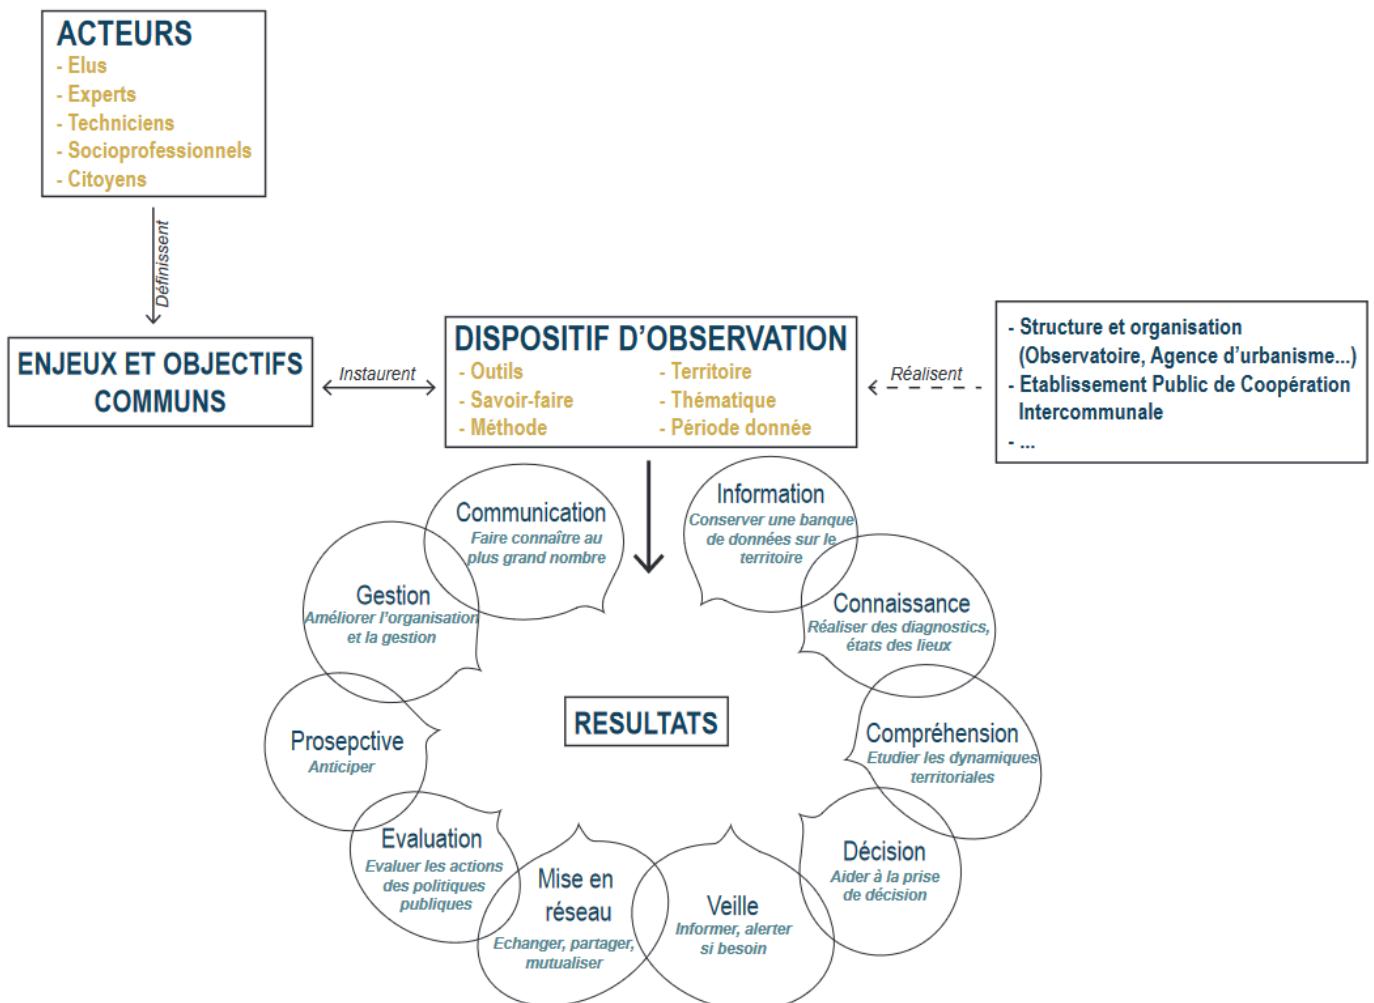 ACTEURS
- Elus
- Experts
- Techniciens
- Socioprofessionnels
- Citoyens
Définissent
ENJEUX ET OBJECTIFS
COMMUNS
Instaurent
DISPOSITIF D'OBSERVATION
- Outils
- Savoir-faire
- Méthode
- Territoire
- Thématique
- Période donnée
Réalisent
- Structure et organisation
(Observatoire, Agence d'urbanisme...)
- Etablissement Public de Coopération
Intercommunale
- ...
Information
Conserver une banque
de données sur le
territoire
Connaissance
Réaliser des diagnostics,
états des lieux
Compréhension
Etudier les dynamiques
territoriales
Décision
Aider à la prise
de décision
Veille
Informer, alerter
si besoin
Mise en
réseau
Echanger, partager,
mutualiser
Evaluation
Evaluer les actions
des politiques
publiques
Prosepctive
Anticiper
Gestion
Améliorer l'organisation
et la gestion
Communication
Faire connaître au
plus grand nombre
RESULTATS